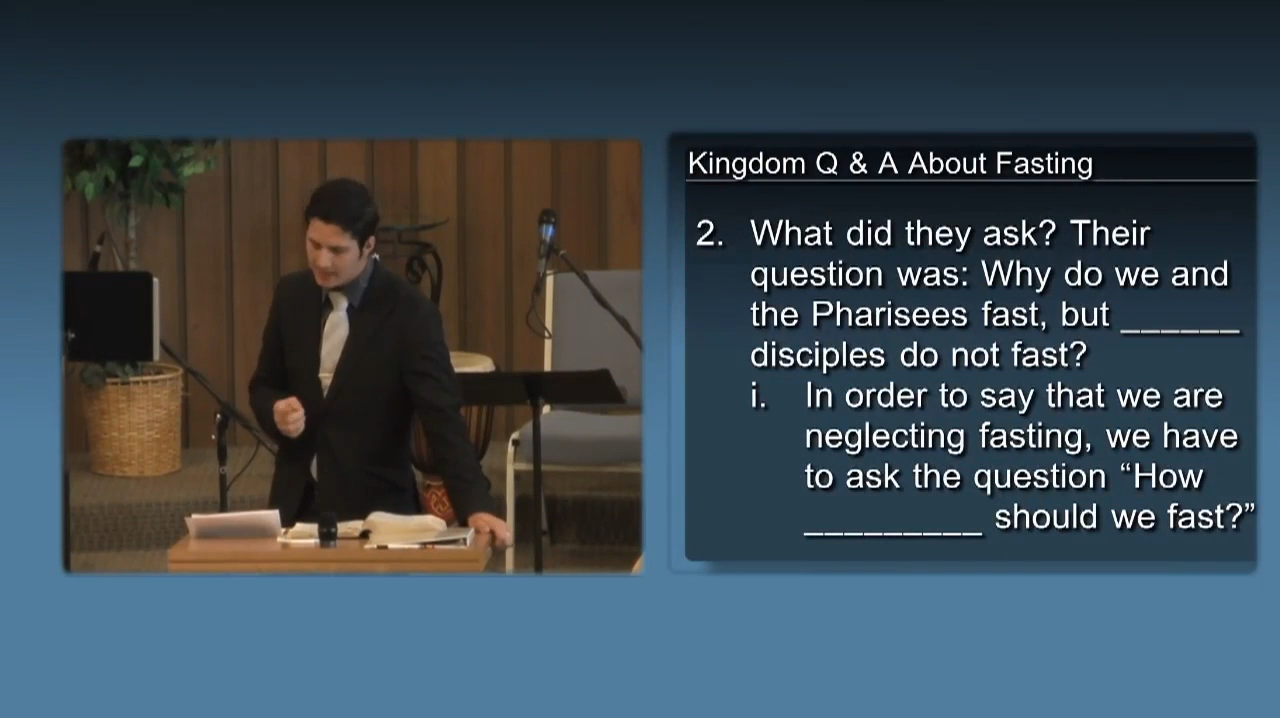 Kingdom Q & A About Fasting
2. What did they ask? Their
question was: Why do we and
the Pharisees fast, but ______
disciples do not fast?
i. In order to say that we are
neglecting fasting, we have
to ask the question “How
_________ should we fast?”